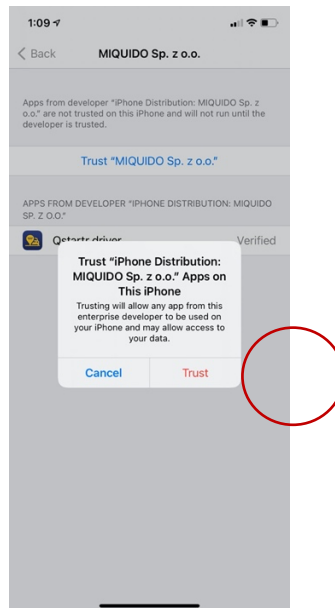 1:09
Back MIQUIDO Sp. z o.o.
Apps from developer "iPhone Distribution: MIQUIDO Sp. z
o.o." are not trusted on this iPhone and will not run until the
developer is trusted.
Trust "MIQUIDO Sp. z o.o."
APPS FROM DEVELOPER "IPHONE DISTRIBUTION: MIQUIDO
SP. Z O.O."
Qstartr driver Verified
Trust "iPhone Distribution:
MIQUIDO Sp. z o.o." Apps on
This iPhone
Trusting will allow any app from this
enterprise developer to be used on
your iPhone and may allow access to
your data.
Cancel Trust